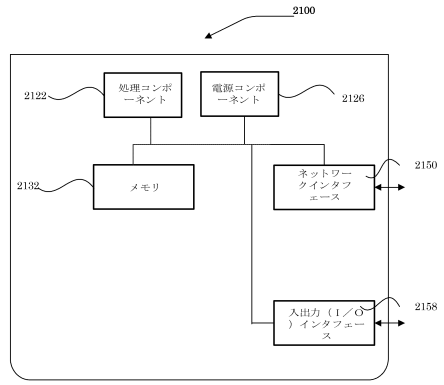 2100
処理コンポ
ーネント
電源コンポ
ーネント
2122
2126
2132
メモリ
ネットワー
クインタフ
ェース
2150
入出力（Ｉ／Ｏ
）インタフェー
ス
2158